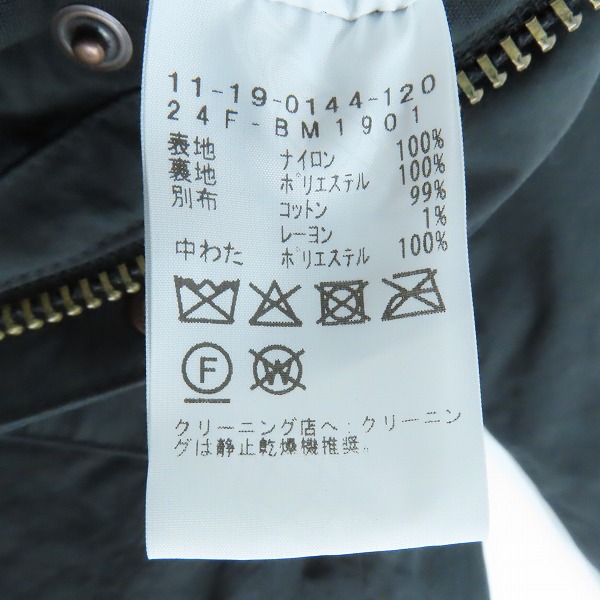 11-19-0144-120
24F-BM1901
表地 ナイロン 100%
裏地 ポリエステル 100%
別布 コットン 99%
レーヨン 1%
中わた ポリエステル 100%
F W
クリーニング店へ:クリーニン
グは静止乾燥機推奨。